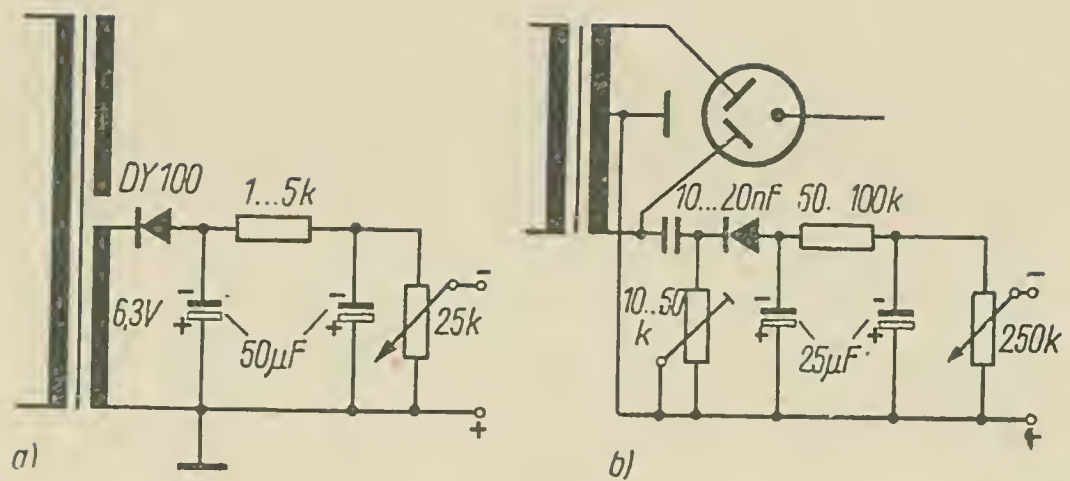 DY100
1...5k
6,3V
-
+
50µF
-
+
25k
-
+
a)
10...20nF
50. 100k
10..50
k
-
+
25µF
-
+
250k
-
+
b)